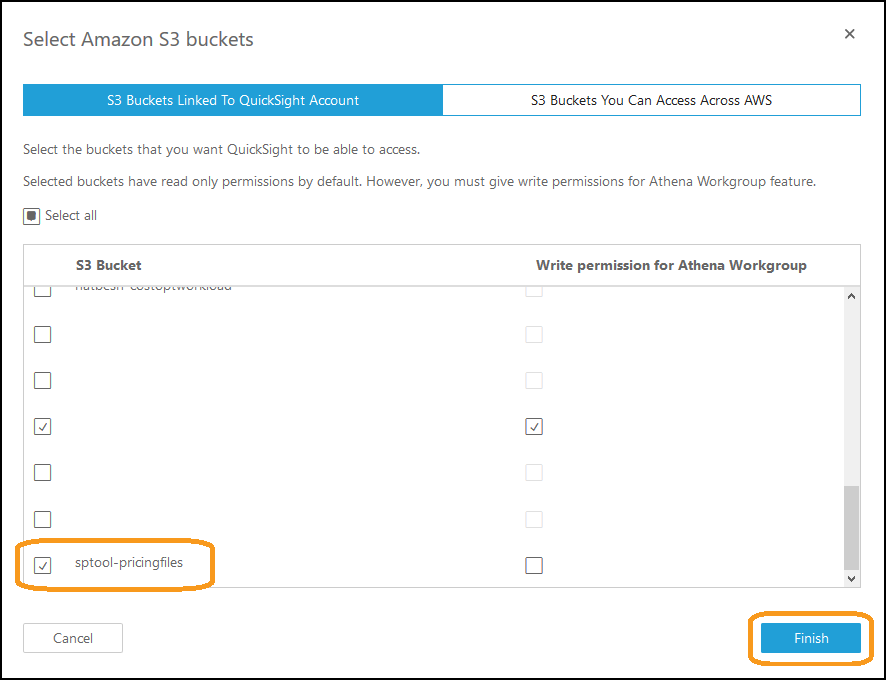 Select Amazon S3 buckets
S3 Buckets Linked To QuickSight Account
S3 Buckets You Can Access Across AWS
Select the buckets that you want QuickSight to be able to access.
Selected buckets have read only permissions by default. However, you must give write permissions for Athena Workgroup feature.
Select all
S3 Bucket
Write permission for Athena Workgroup
sptool-pricingfiles
Cancel
Finish